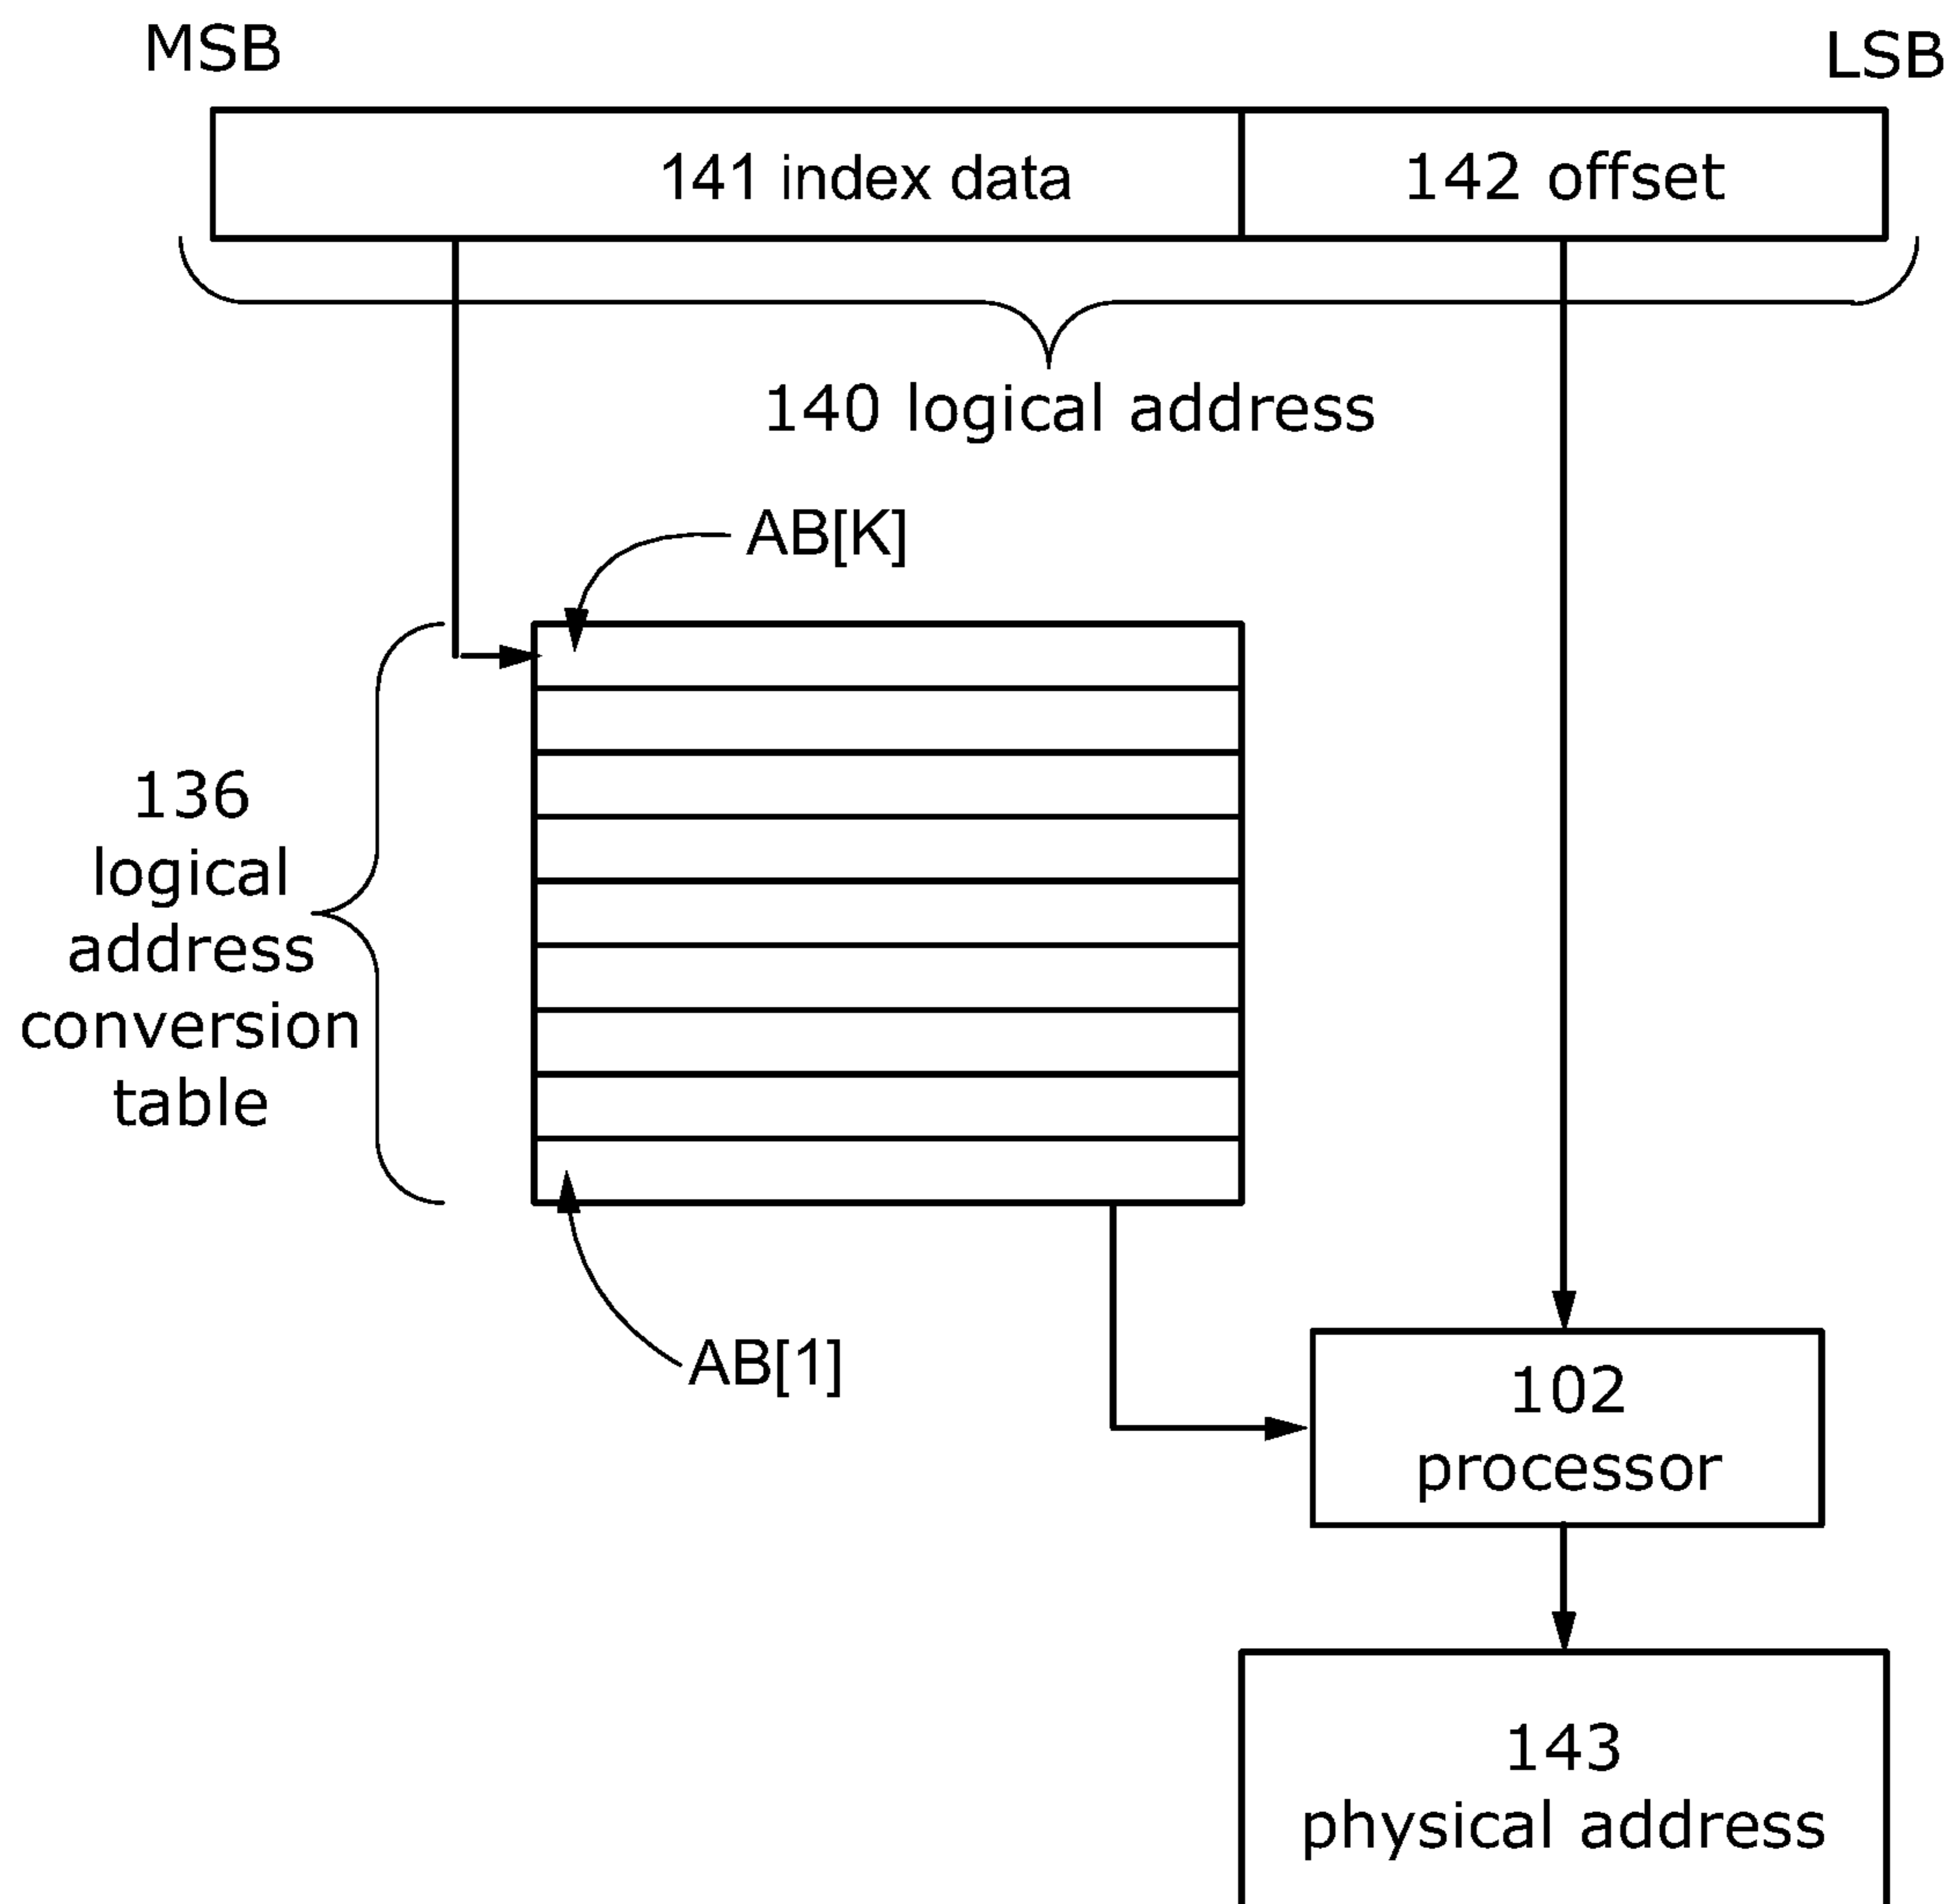 MSB
LSB
141 index data
142 offset
140 logical address
AB[K]
136
logical
address
conversion
table
AB[1]
102
processor
143
physical address